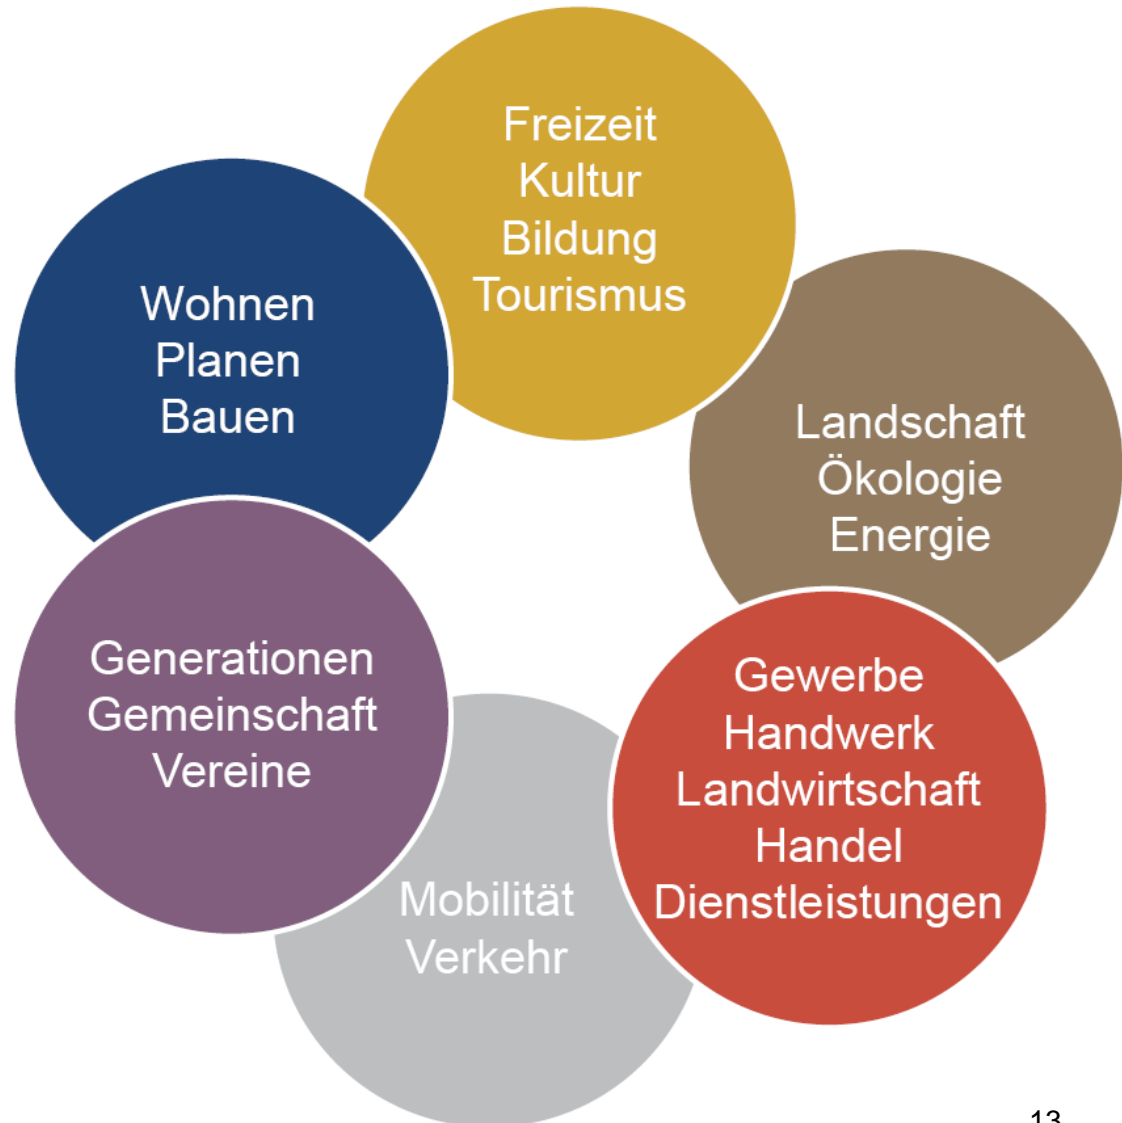 Freizeit
Kultur
Bildung
Tourismus
Wohnen
Planen
Bauen
Landschaft
Ökologie
Energie
Generationen
Gemeinschaft
Vereine
Gewerbe
Handwerk
Landwirtschaft
Handel
Dienstleistungen
Mobilität
Verkehr
13